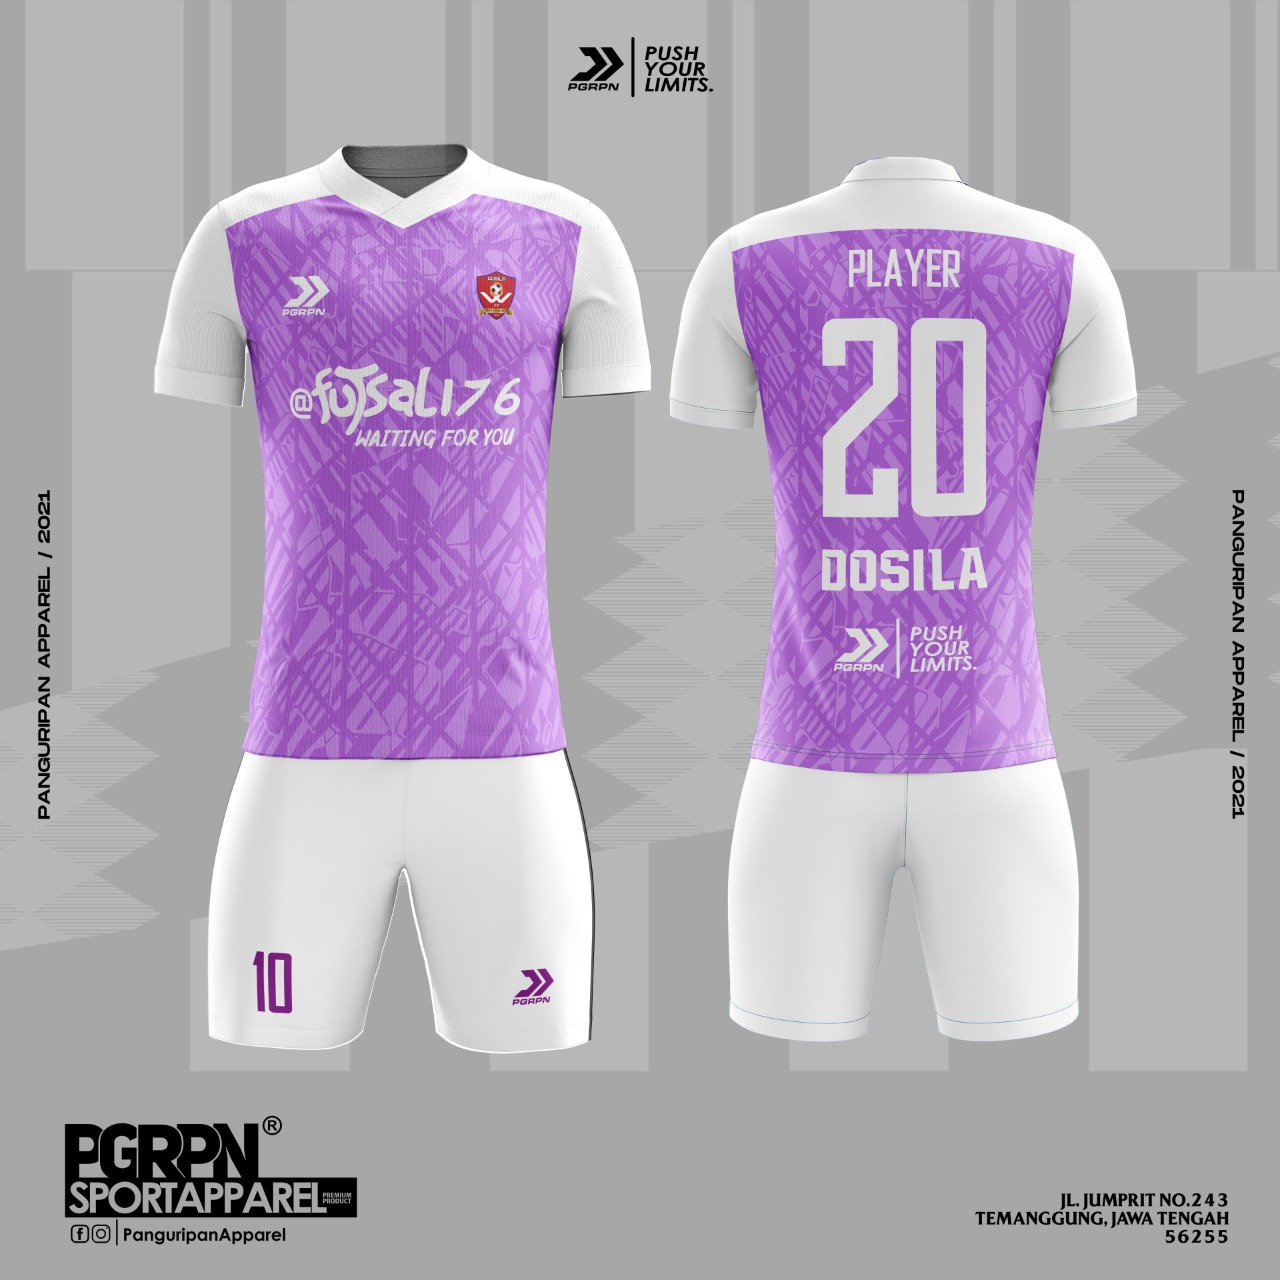 PGRPN
PUSH
YOUR
LIMITS.
PGRPN
DOSILA
@futsal176
WAITING FOR YOU
PLAYER
20
DOSILA
PGRPN
PUSH
YOUR
LIMITS.
PANGURIPAN APPAREL / 2021
PANGURIPAN APPAREL / 2021
10
PGRPN
PGRPN®
SPORTAPPAREL
PREMIUM
PRODUCT
PanguripanApparel
JL. JUMPRIT NO.243
TEMANGGUNG, JAWA TENGAH
56255